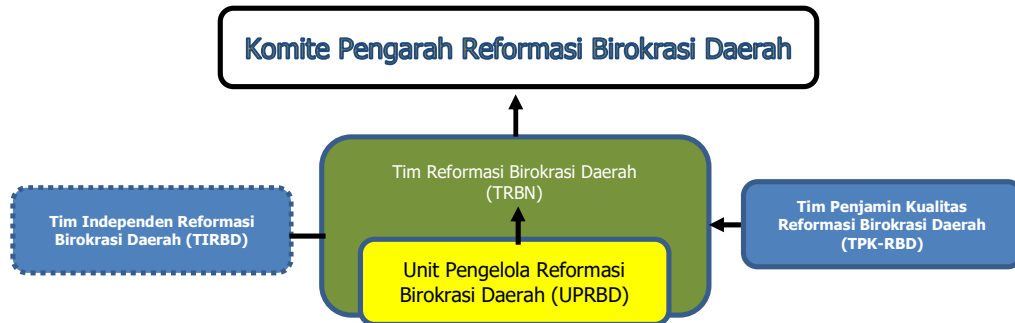 Komite Pengarah Reformasi Birokrasi Daerah
Tim Reformasi Birokrasi Daerah
(TRBN)
Tim Independen Reformasi
Birokrasi Daerah (TIRBD)
Tim Penjamin Kualitas
Reformasi Birokrasi Daerah
(TPK-RBD)
Unit Pengelola Reformasi
Birokrasi Daerah (UPRBD)